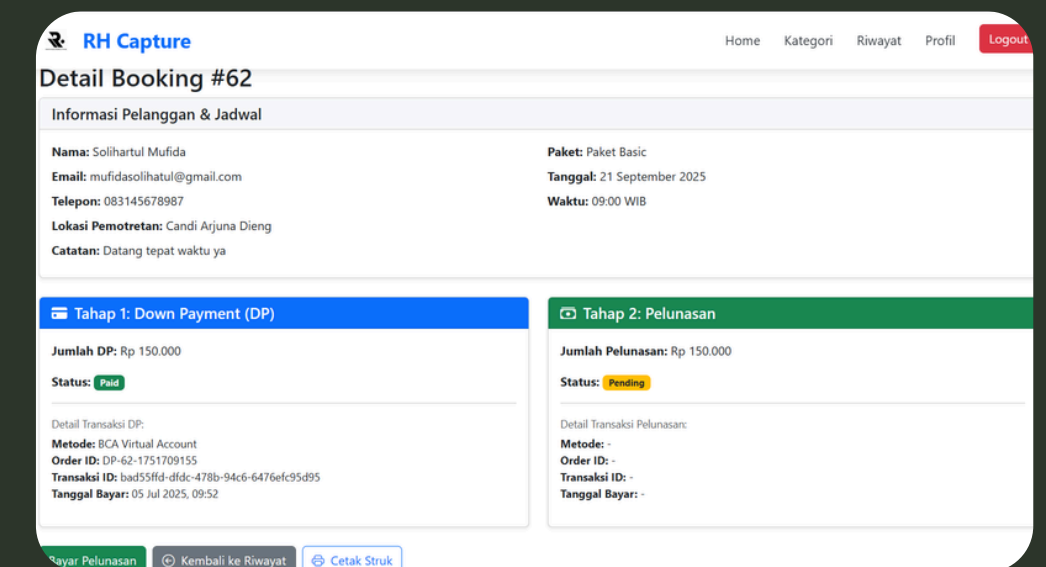 R.
RH Capture
Home Kategori Riwayat Profil Logout
Detail Booking #62
Informasi Pelanggan & Jadwal
Nama: Solihartul Mufida
Email: mufidasolihatul@gmail.com
Telepon: 083145678987
Lokasi Pemotretan: Candi Arjuna Dieng
Catatan: Datang tepat waktu ya
Paket: Paket Basic
Tanggal: 21 September 2025
Waktu: 09:00 WIB
Tahap 1: Down Payment (DP)
Jumlah DP: Rp 150.000
Status: Paid
Detail Transaksi DP:
Metode: BCA Virtual Account
Order ID: DP-62-1751709155
Transaksi ID: bad55ffd-dfdc-478b-94c6-6476efc95d95
Tanggal Bayar: 05 Jul 2025, 09:52
Tahap 2: Pelunasan
Jumlah Pelunasan: Rp 150.000
Status: Pending
Detail Transaksi Pelunasan:
Metode: -
Order ID: -
Transaksi ID: -
Tanggal Bayar: -
Bayar Pelunasan
Kembali ke Riwayat
Cetak Struk